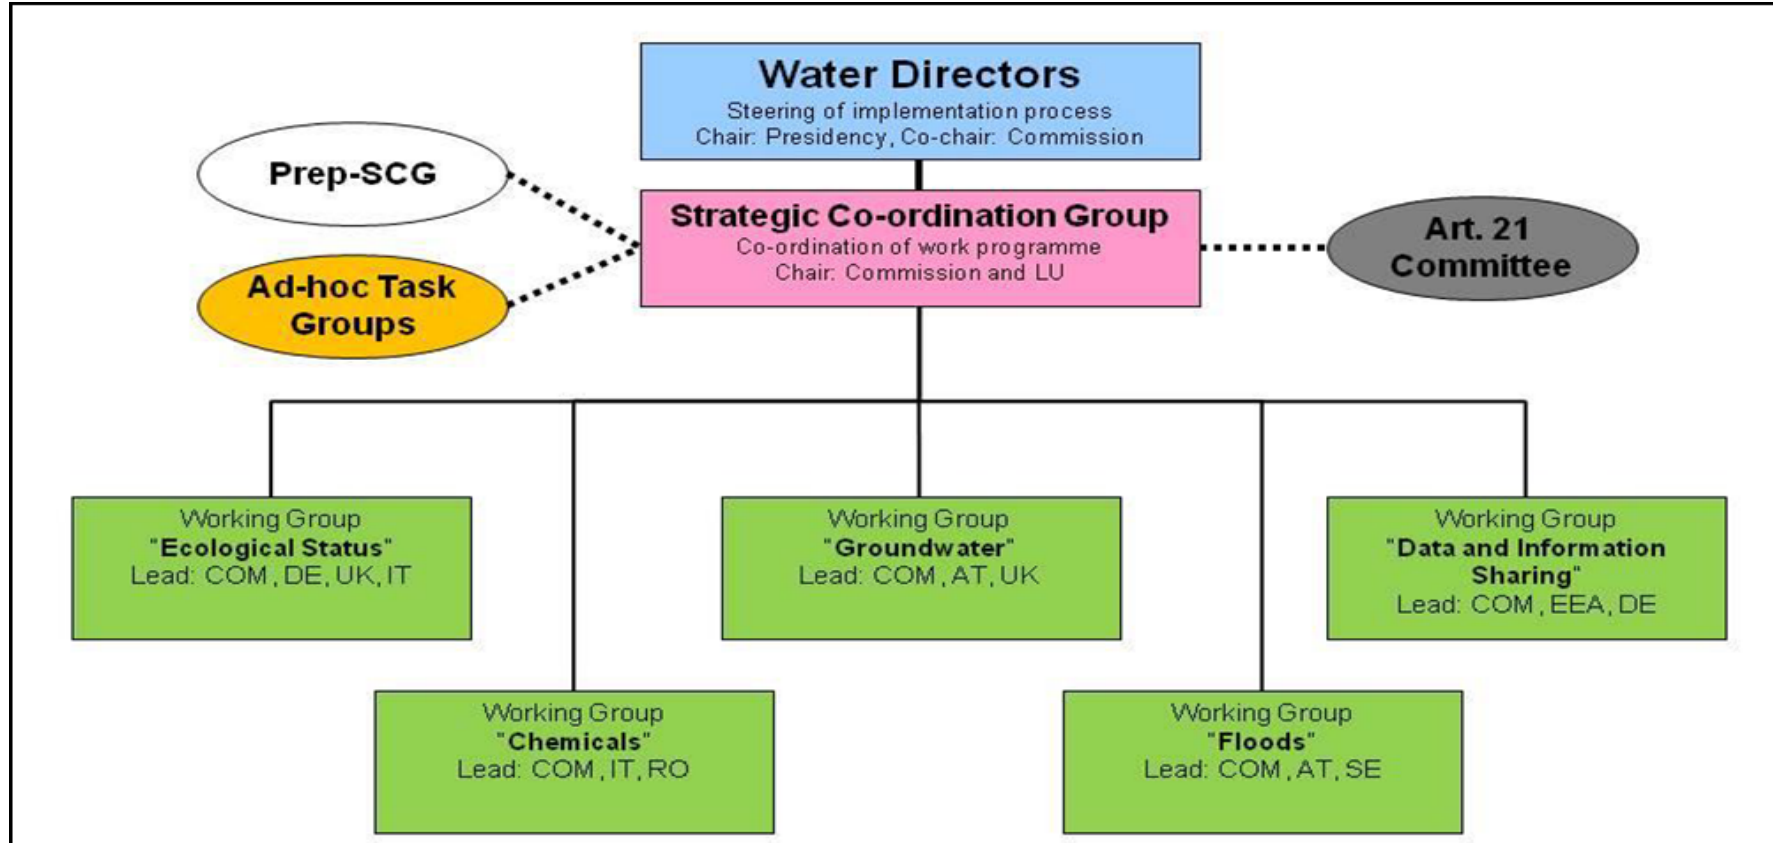 Water Directors
Steering of implementation process
Chair: Presidency, Co-chair: Commission
Prep-SCG
Strategic Co-ordination Group
Co-ordination of work programme
Chair: Commission and LU
Art. 21
Committee
Ad-hoc Task
Groups
Working Group
"Ecological Status"
Lead: COM, DE, UK, IT
Working Group
"Groundwater"
Lead: COM, AT, UK
Working Group
"Data and Information
Sharing"
Lead: COM, EEA, DE
Working Group
"Chemicals"
Lead: COM, IT, RO
Working Group
"Floods"
Lead: COM, AT, SE